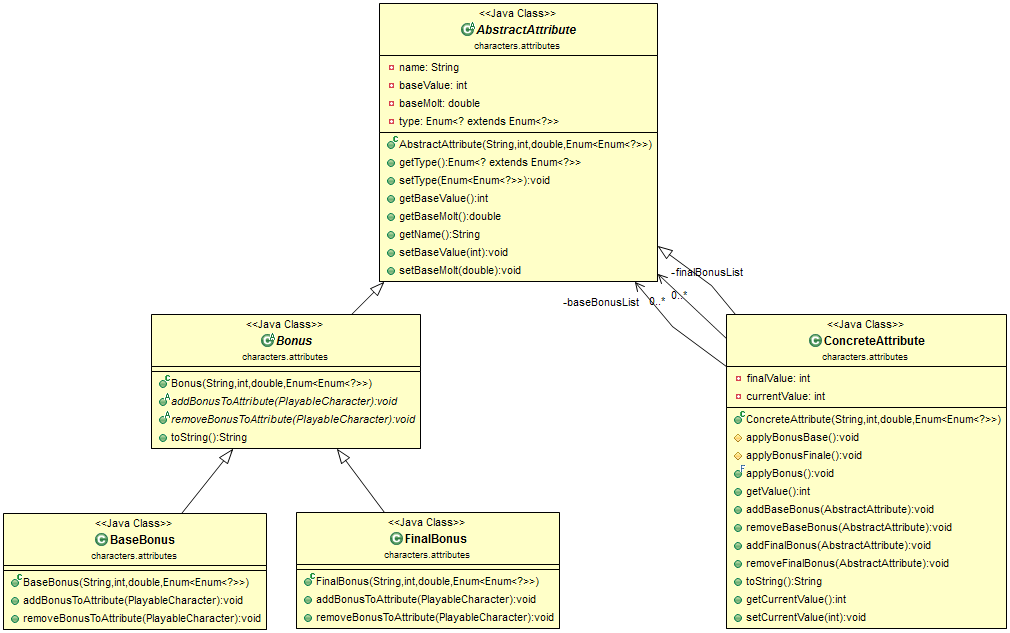 <<Java Class>>
AbstractAttribute
characters.attributes
name: String
baseValue: int
baseMolt: double
type: Enum<? extends Enum<?>>
AbstractAttribute(String,int,double,Enum<Enum<?>>)
getType():Enum<? extends Enum<?>>
setType(Enum<Enum<?>>):void
getBaseValue():int
getBaseMolt():double
getName():String
setBaseValue(int):void
setBaseMolt(double):void
-finalBonusList
0..*
-baseBonusList
0..*
<<Java Class>>
Bonus
characters.attributes
Bonus(String,int,double,Enum<Enum<?>>)
addBonusToAttribute(PlayableCharacter):void
removeBonusToAttribute(PlayableCharacter):void
toString():String
<<Java Class>>
ConcreteAttribute
characters.attributes
finalValue: int
currentValue: int
ConcreteAttribute(String,int,double,Enum<Enum<?>>)
applyBonusBase():void
applyBonusFinale():void
applyBonus():void
getValue():int
addBaseBonus(AbstractAttribute):void
removeBaseBonus(AbstractAttribute):void
addFinalBonus(AbstractAttribute):void
removeFinalBonus(AbstractAttribute):void
toString():String
getCurrentValue():int
setCurrentValue(int):void
<<Java Class>>
BaseBonus
characters.attributes
BaseBonus(String,int,double,Enum<Enum<?>>)
addBonusToAttribute(PlayableCharacter):void
removeBonusToAttribute(PlayableCharacter):void
<<Java Class>>
FinalBonus
characters.attributes
FinalBonus(String,int,double,Enum<Enum<?>>)
addBonusToAttribute(PlayableCharacter):void
removeBonusToAttribute(PlayableCharacter):void